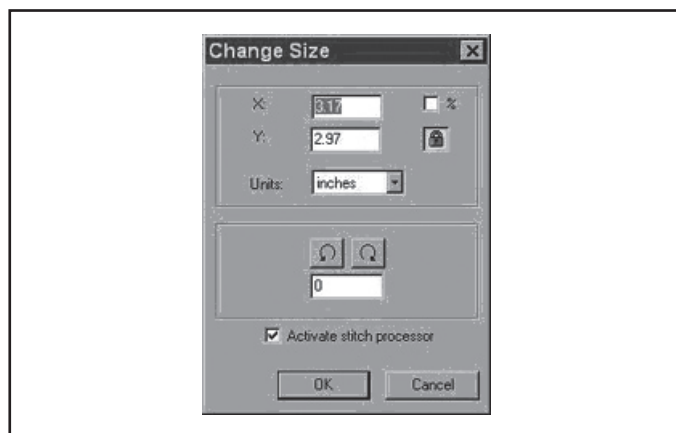 Change Size
X: 3.17 %
Y: 2.97
Units: inches
0
Activate stitch processor
OK Cancel